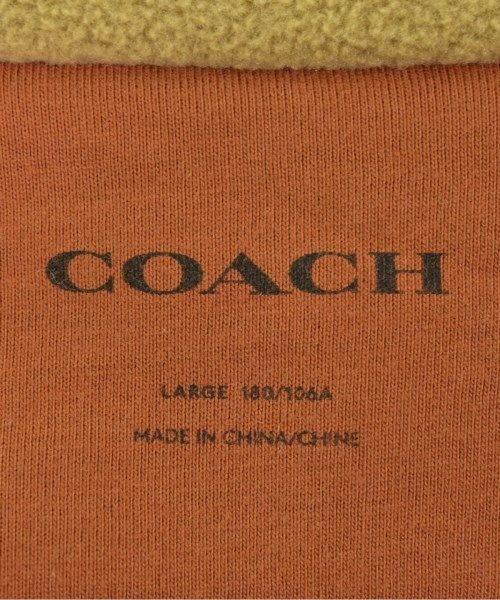 COACH
LARGE 180/106A
MADE IN CHINA/CHINE